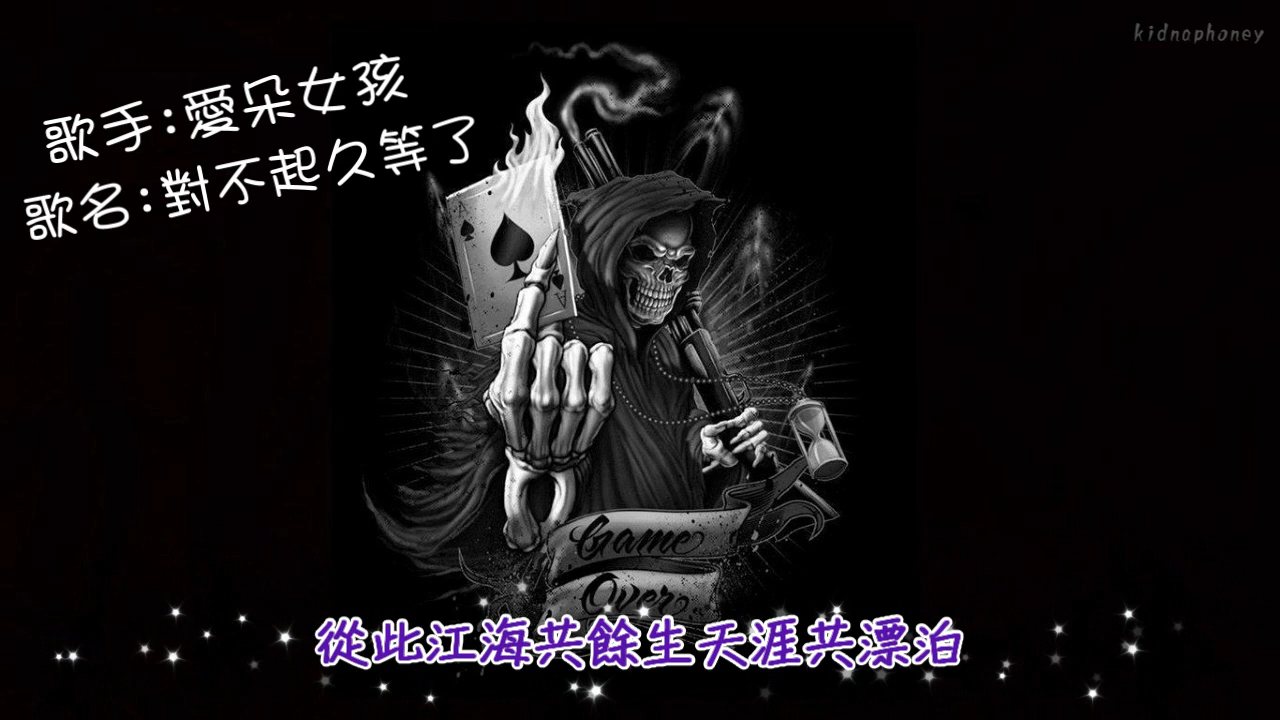 kidnophoney
歌手:愛朵女孩
歌名:對不起久等了
A
A
Game
Over
從此江海共餘生天涯共漂泊